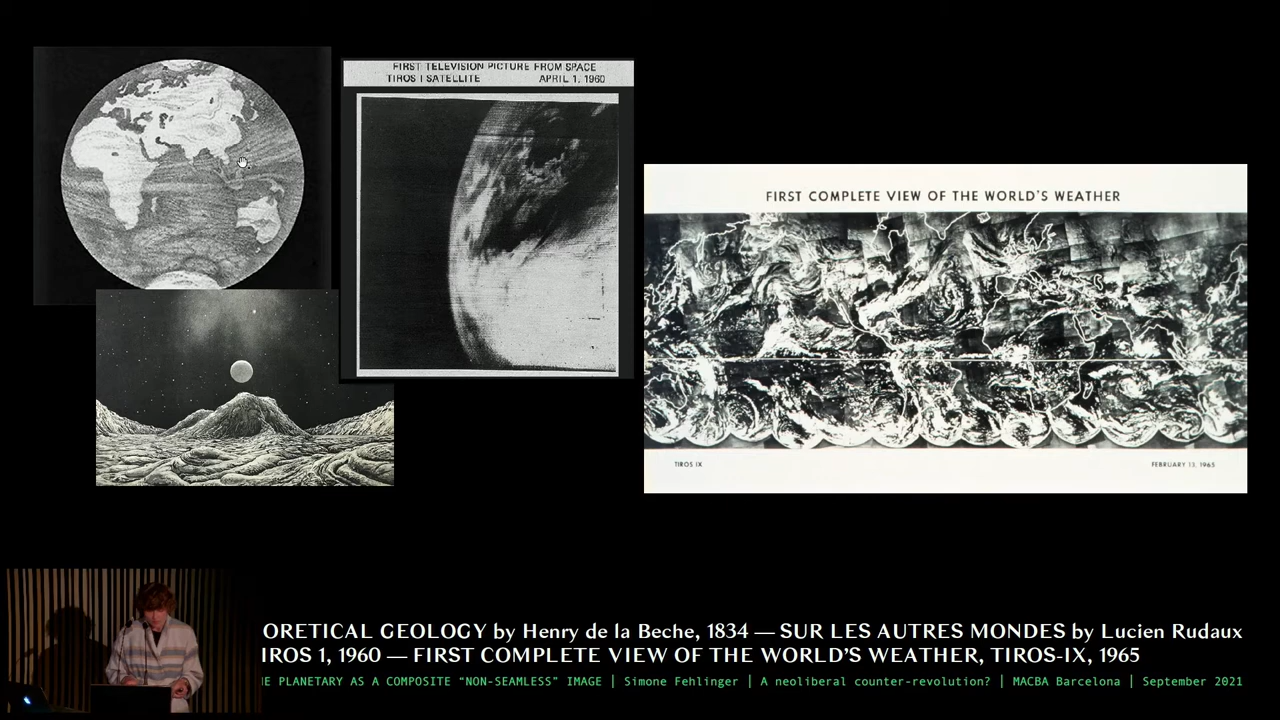 FIRST TELEVISION PICTURE FROM SPACE
TIROS I SATELLITE APRIL 1, 1960
FIRST COMPLETE VIEW OF THE WORLD'S WEATHER
TIROS IX FEBRUARY 13, 1965
ORETICAL GEOLOGY by Henry de la Beche, 1834 — SUR LES AUTRES MONDES by Lucien Rudaux
IROS 1, 1960 — FIRST COMPLETE VIEW OF THE WORLD’S WEATHER, TIROS-IX, 1965
E PLANETARY AS A COMPOSITE “NON-SEAMLESS” IMAGE | Simone Fehlinger | A neoliberal counter-revolution? | MACBA Barcelona | September 2021